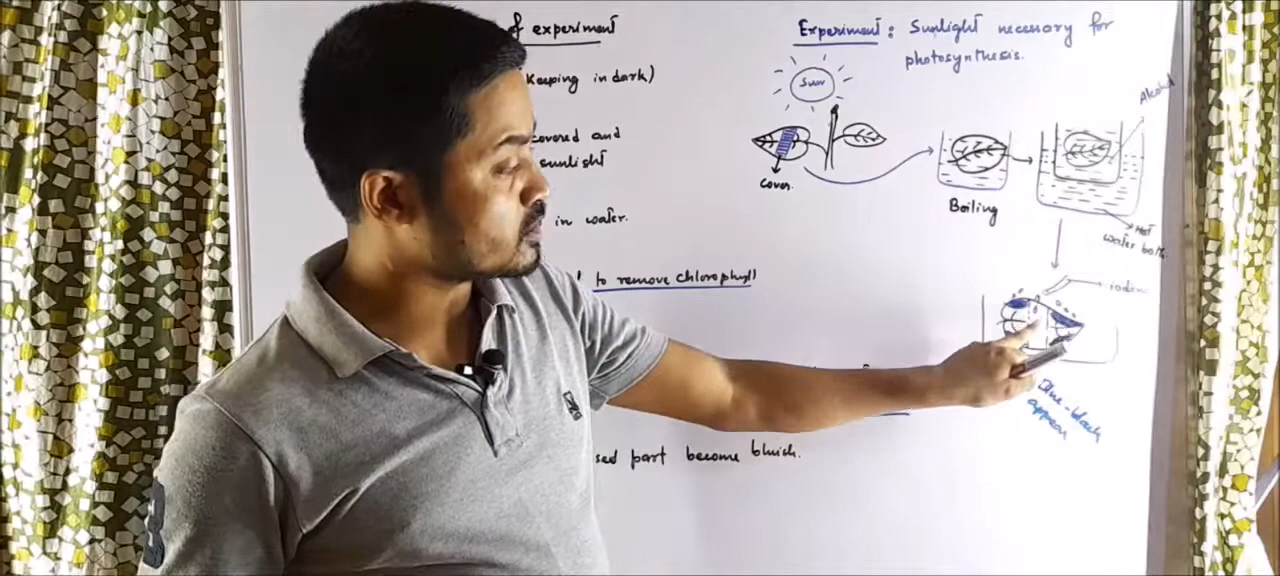 of experiment
Keeping in dark)
covered and
sunlight
in water.
to remove chlorophyll
sed part become bluish.
Experiment: Sunlight necessary for
photosynthesis.
Sun
Cover.
Boiling
Alcohol
Hot
water bath.
iodine
Blue-black
appear